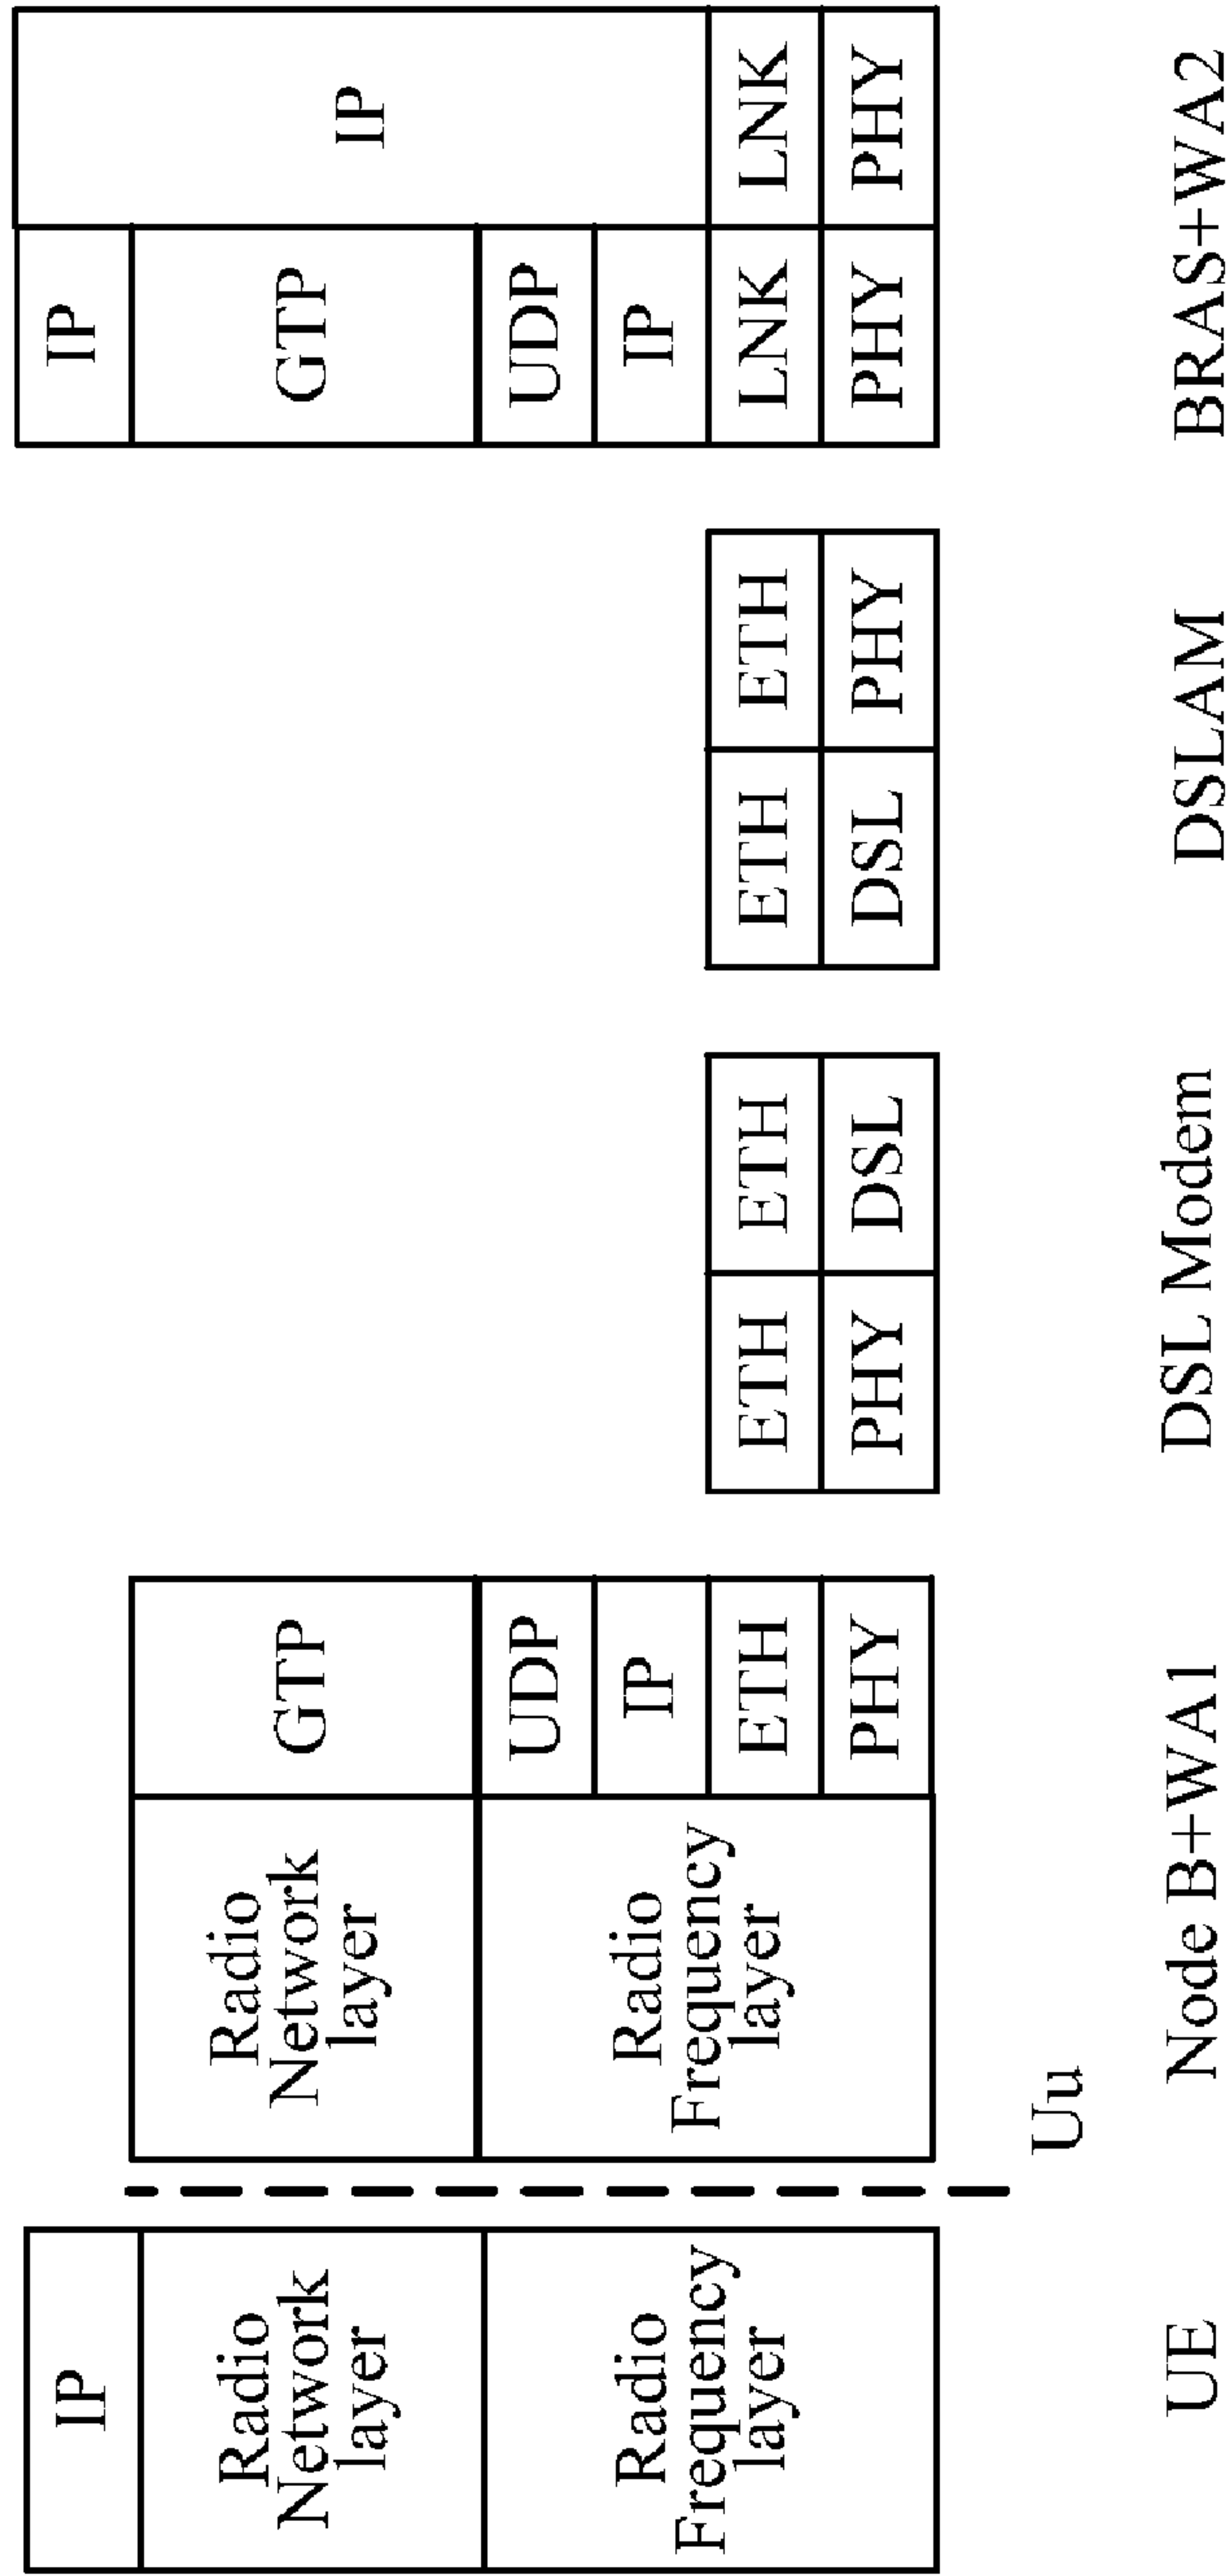 IP
Radio
Network
layer
Radio
Frequency
layer
UE
Uu
Radio
Network
layer
Radio
Frequency
layer
GTP
UDP
IP
ETH
PHY
Node B+WA1
ETH
PHY
ETH
DSL
DSL Modem
ETH
DSL
ETH
PHY
DSLAM
IP
GTP
UDP
IP
LNK
PHY
IP
LNK
PHY
BRAS+WA2